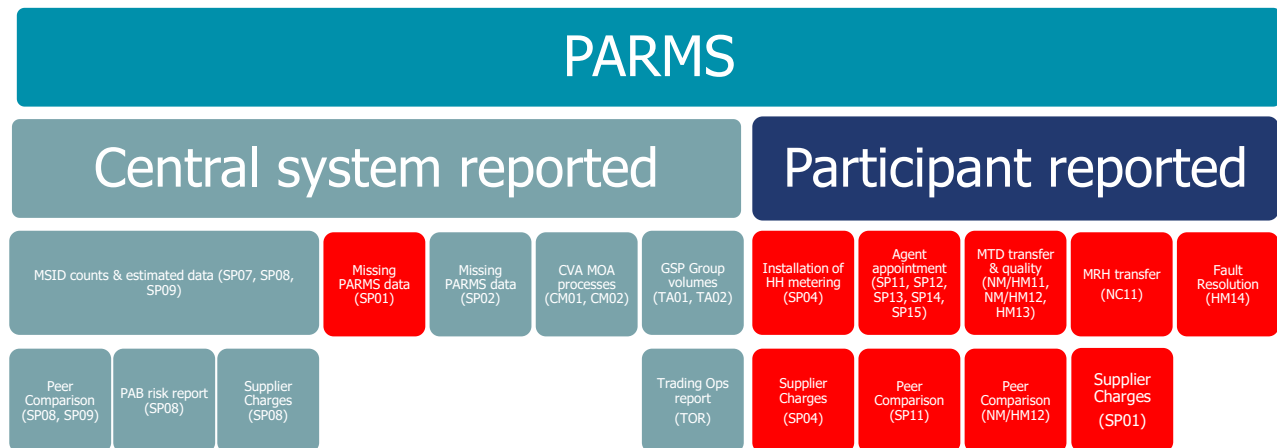 PARMS
Central system reported
Participant reported
MSID counts & estimated data (SP07, SP08,
SP09)
Missing
PARMS data
(SP01)
Missing
PARMS data
(SP02)
CVA MOA
processes
(CM01, CM02)
GSP Group
volumes
(TA01, TA02)
Installation of
HH metering
(SP04)
Agent
appointment
(SP11, SP12,
SP13, SP14,
SP15)
MTD transfer
& quality
(NM/HM11,
NM/HM12,
HM13)
MRH transfer
(NC11)
Fault
Resolution
(HM14)
Peer
Comparison
(SP08, SP09)
PAB risk report
(SP08)
Supplier
Charges
(SP08)
Trading Ops
report
(TOR)
Supplier
Charges
(SP04)
Peer
Comparison
(SP11)
Peer
Comparison
(NM/HM12)
Supplier
Charges
(SP01)